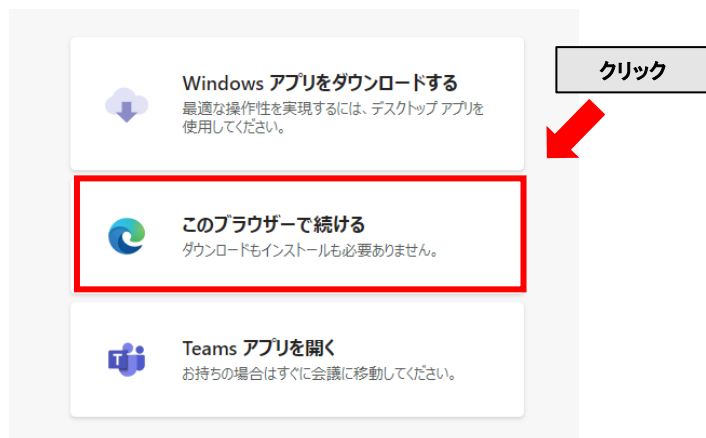 Windows アプリをダウンロードする
最適な操作性を実現するには、デスクトップ アプリを
使用してください。
クリック
このブラウザーで続ける
ダウンロードもインストールも必要ありません。
Teams アプリを開く
お持ちの場合はすぐに会議に移動してください。